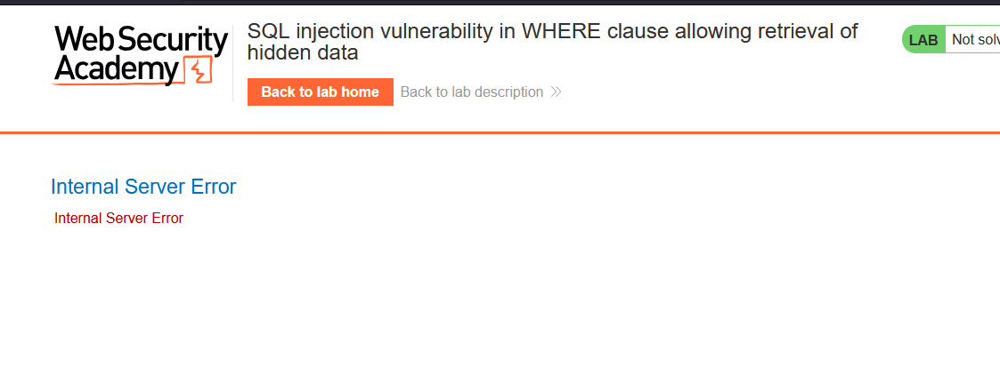 Web Security
Academy
SQL injection vulnerability in WHERE clause allowing retrieval of
hidden data
LAB Not solv
Back to lab home Back to lab description
Internal Server Error
Internal Server Error